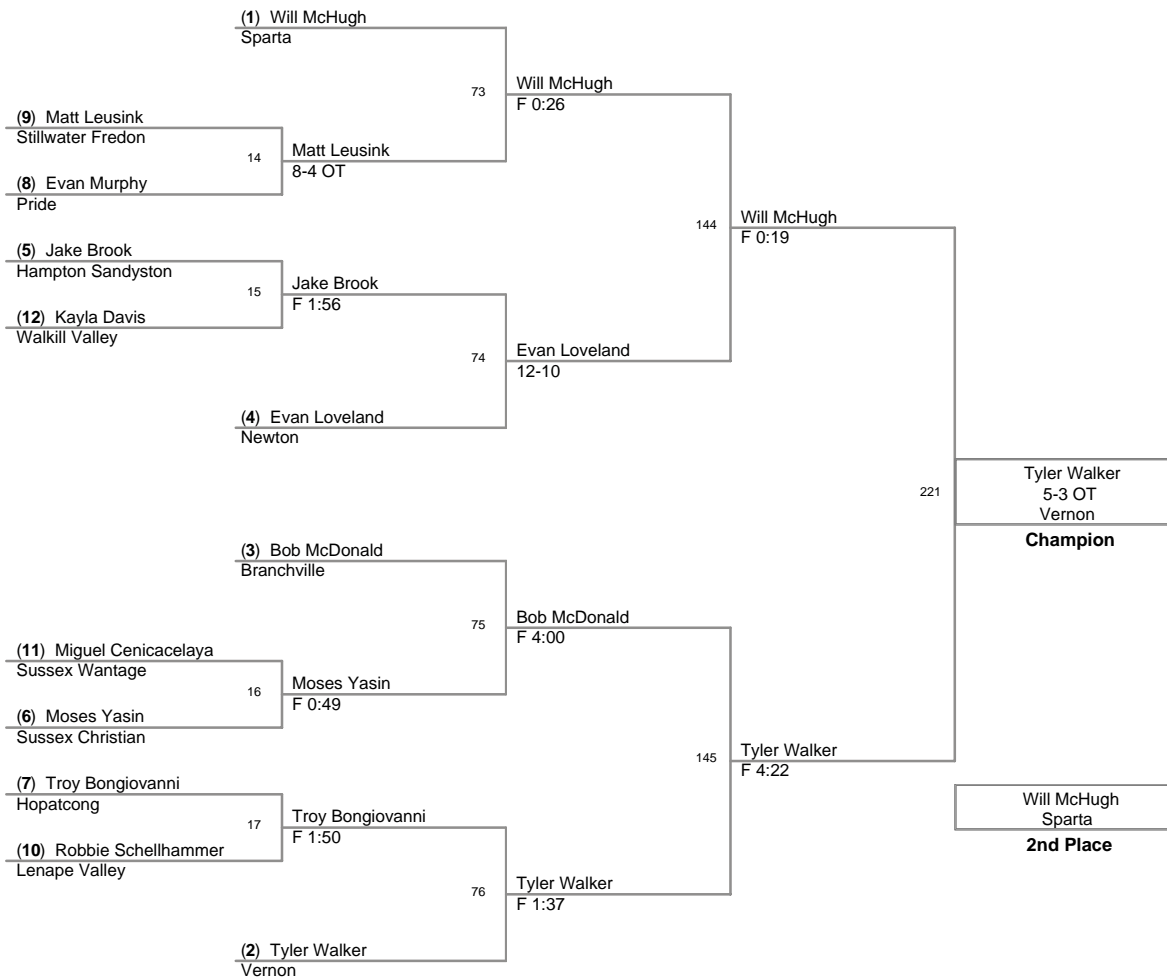 (1) Will McHugh
Sparta
73
Will McHugh
F 0:26
(9) Matt Leusink
Stillwater Fredon
14
Matt Leusink
8-4 OT
(8) Evan Murphy
Pride
144
Will McHugh
F 0:19
(5) Jake Brook
Hampton Sandyston
15
Jake Brook
F 1:56
(12) Kayla Davis
Walkill Valley
74
Evan Loveland
12-10
(4) Evan Loveland
Newton
221
Tyler Walker
5-3 OT
Vernon
Champion
(3) Bob McDonald
Branchville
75
Bob McDonald
F 4:00
(11) Miguel Cenicacelaya
Sussex Wantage
16
Moses Yasin
F 0:49
(6) Moses Yasin
Sussex Christian
145
Tyler Walker
F 4:22
(7) Troy Bongiovanni
Hopatcong
17
Troy Bongiovanni
F 1:50
Will McHugh
Sparta
2nd Place
(10) Robbie Schellhammer
Lenape Valley
76
Tyler Walker
F 1:37
(2) Tyler Walker
Vernon